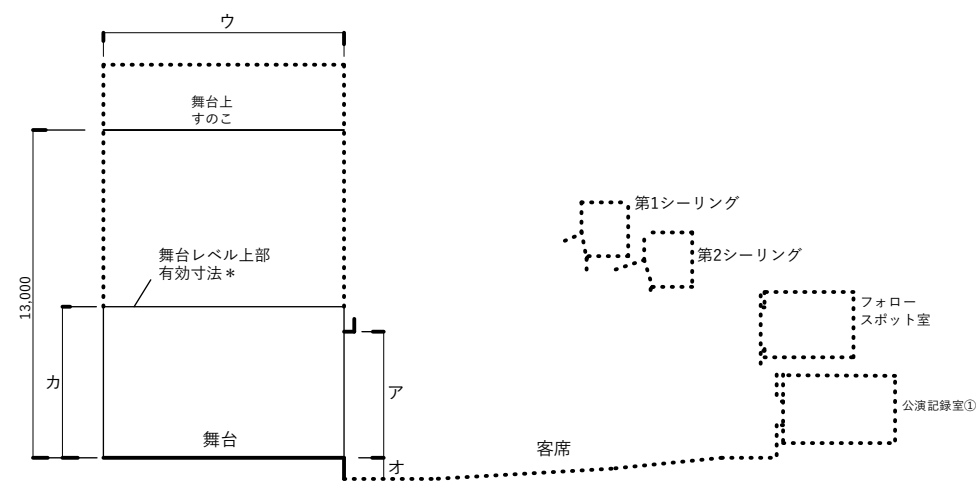 ウ
舞台上
すのこ
第1シーリング
第2シーリング
舞台レベル上部
有効寸法＊
13,000
フォロー
スポット室
カ
ア
公演記録室①
舞台
客席
オ